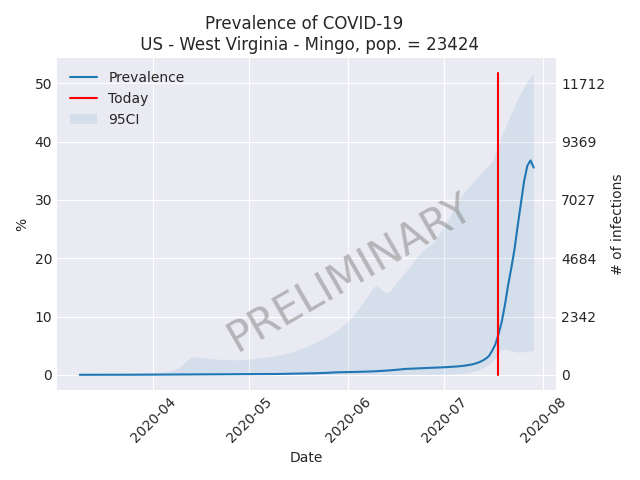 Prevalence of COVID-19
US - West Virginia - Mingo, pop. = 23424
Prevalence
Today
95CI
50
40
30
20
10
0
%
11712
9369
7027
4684
2342
0
# of infections
PRELIMINARY
2020-04
2020-05
2020-06
2020-07
2020-08
Date